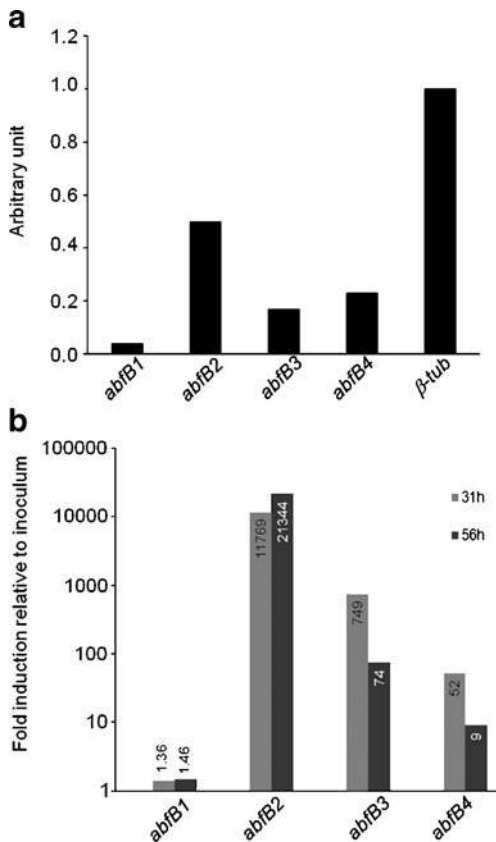 a
Arbitrary unit
1.2
1.0
0.8
0.6
0.4
0.2
0.0
abfB1
abfB2
abfB3
abfB4
β-tub
b
Fold induction relative to inoculum
100000
10000
1000
100
10
1
31h
56h
1.36
1.46
11769
21344
749
74
52
9
abfB1
abfB2
abfB3
abfB4